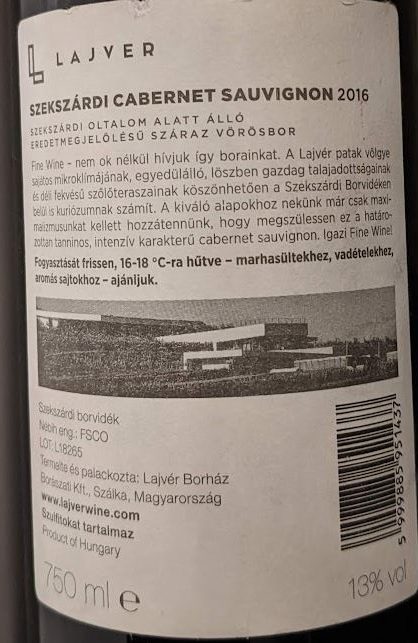 LAJVER
SZEKSZÁRDI CABERNET SAUVIGNON 2016
SZEKSZÁRDI OLTALOM ALATT ÁLLÓ
EREDETMEGJELÖLÉSŰ SZÁRAZ VÖRÖSBOR
Fine Wine – nem ok nélkül hívjuk így borainkat. A Lajvér patak völgye
sajátos mikroklímájának, egyedülálló, löszben gazdag talajadottságainak
és déli fekvésű szőlőteraszainak köszönhetően a Szekszárdi Borvidéken
belül is kuriózumnak számít. A kiváló alapokhoz nekünk már csak maxi-
malizmusunkat kellett hozzátennünk, hogy megszülessen ez a határo-
zottan tanninos, intenzív karakterű cabernet sauvignon. Igazi Fine Wine!
Fogyasztását frissen, 16-18 °C-ra hűtve – marhasültekhez, vadételekhez,
aromás sajtokhoz – ajánljuk.
Szekszárdi borvidék
Nébih eng.: FSCO
LOT: L18265
Termelte és palackozta: Lajvér Borház
Borászati Kft., Szálka, Magyarország
www.lajverwine.com
Szulfitokat tartalmaz
Product of Hungary
750 ml e
5 999885 951437
13% vol